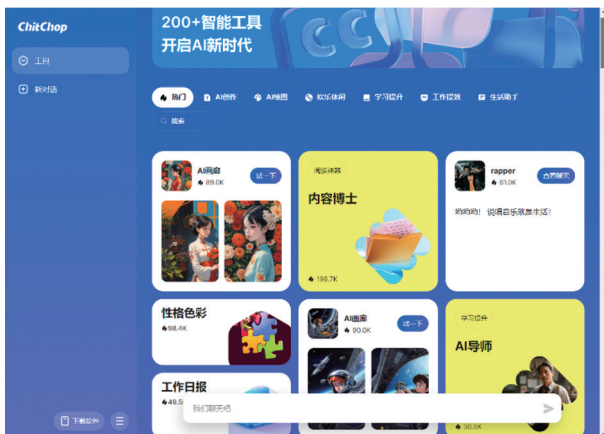 ChitChop
工具
新对话
200+智能工具
开启AI新时代
热门
AI创作
AI绘图
娱乐休闲
学习提升
工作提效
生活助手
搜索
AI画廊
89.0K
试一下
阅读神器
内容博士
196.7K
rapper
61.0K
哟哟哟! 说唱音乐就是生活!
性格色彩
98.4K
AI画廊
90.0K
试一下
学习提升
AI导师
30.5K
工作日报
我们聊天吧
下载软件